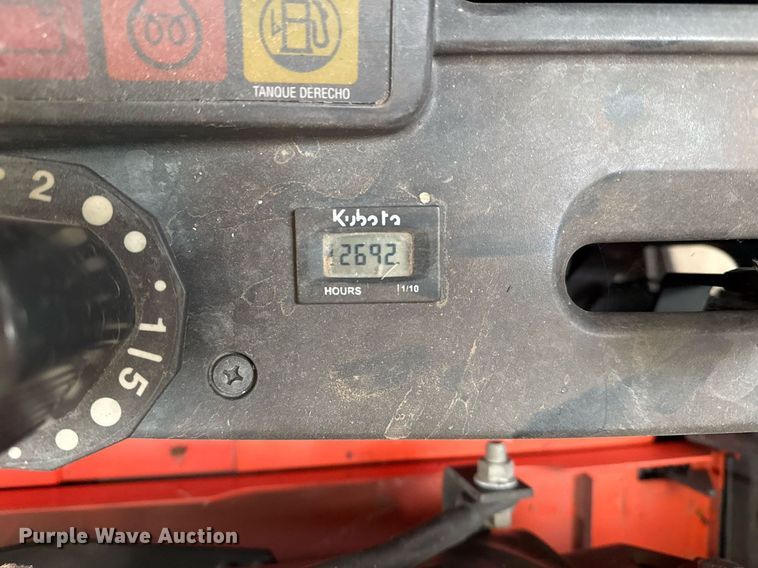 TANQUE DERECHO
2
Kubota
2692
HOURS 1/10
1/5
Purple Wave Auction